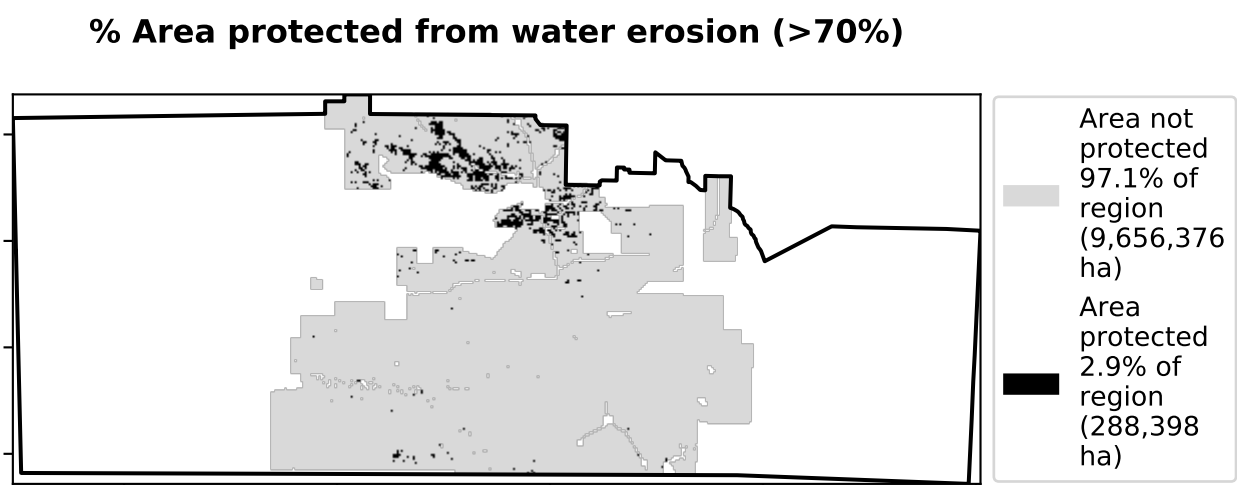 % Area protected from water erosion (>70%)
Area not
protected
97.1% of
region
(9,656,376
ha)
Area
protected
2.9% of
region
(288,398
ha)